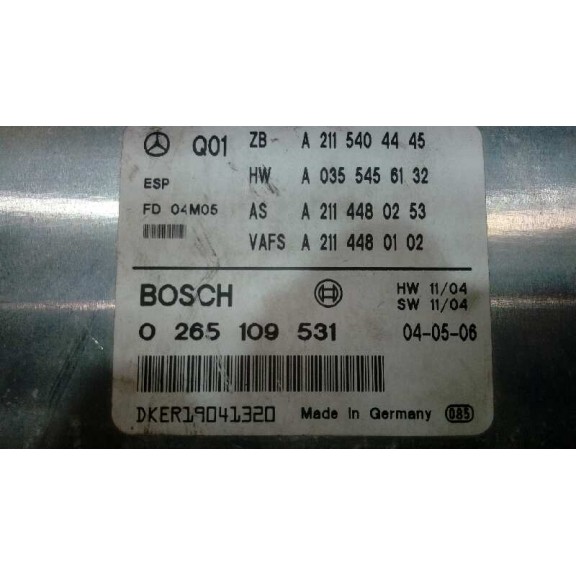 Q01 ZB A 211 540 44 45
ESP HW A 035 545 61 32
FD 04M05 AS A 211 448 02 53
VAFS A 211 448 01 02
BOSCH HW 11/04
SW 11/04
0 265 109 531 04-05-06
DKER19041320 Made In Germany 085